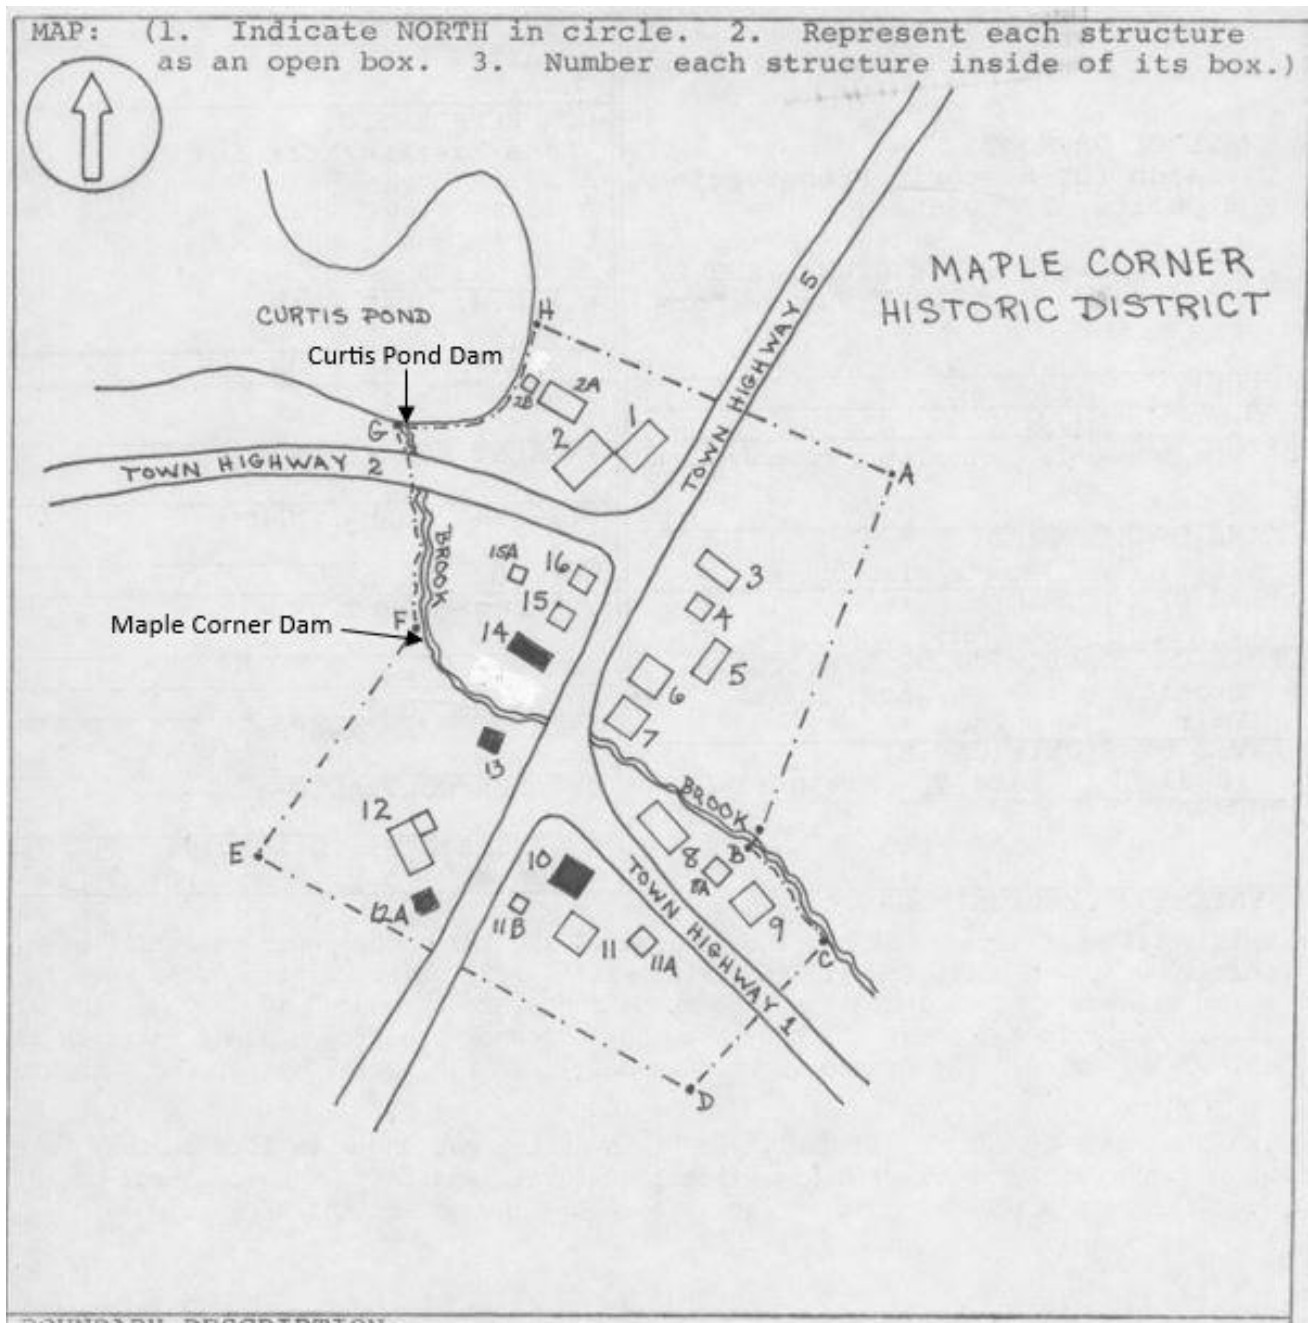 MAP: (1. Indicate NORTH in circle. 2. Represent each structure
as an open box. 3. Number each structure inside of its box.)
MAPLE CORNER
HISTORIC DISTRICT
CURTIS POND
H
Curtis Pond Dam
TOWN HIGHWAY 5
2B
2A
1
G
2
TOWN HIGHWAY 2
A
BROOK
15A
16
3
15
4
Maple Corner Dam
F
14
5
6
7
13
BROOK
12
B
E
10
8
8A
TOWN HIGHWAY 1
12A
11B
11
11A
9
C
D
BOUNDARY DESCRIPTION